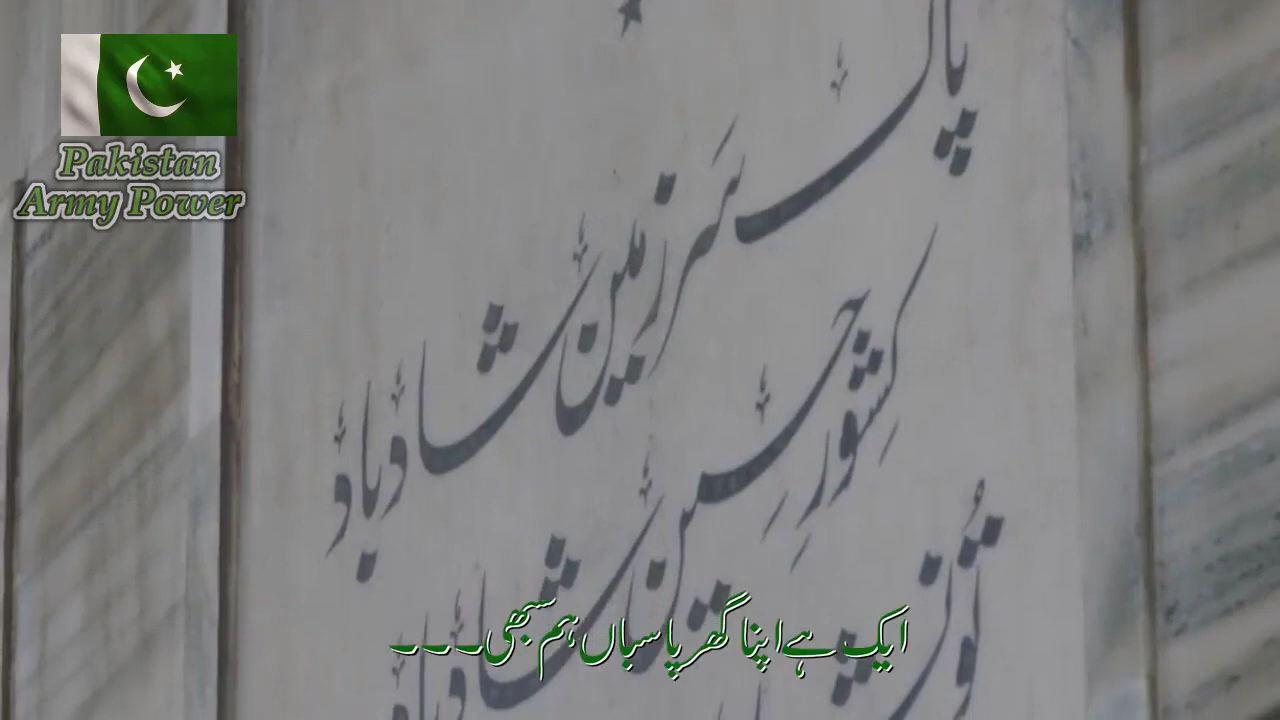 Pakistan
Army Power
پاک سرزمین شاد باد
کشورِ حسین شاد باد
تُو
ایک ہے اپنا گھر پاسباں ہم سبھی۔۔۔